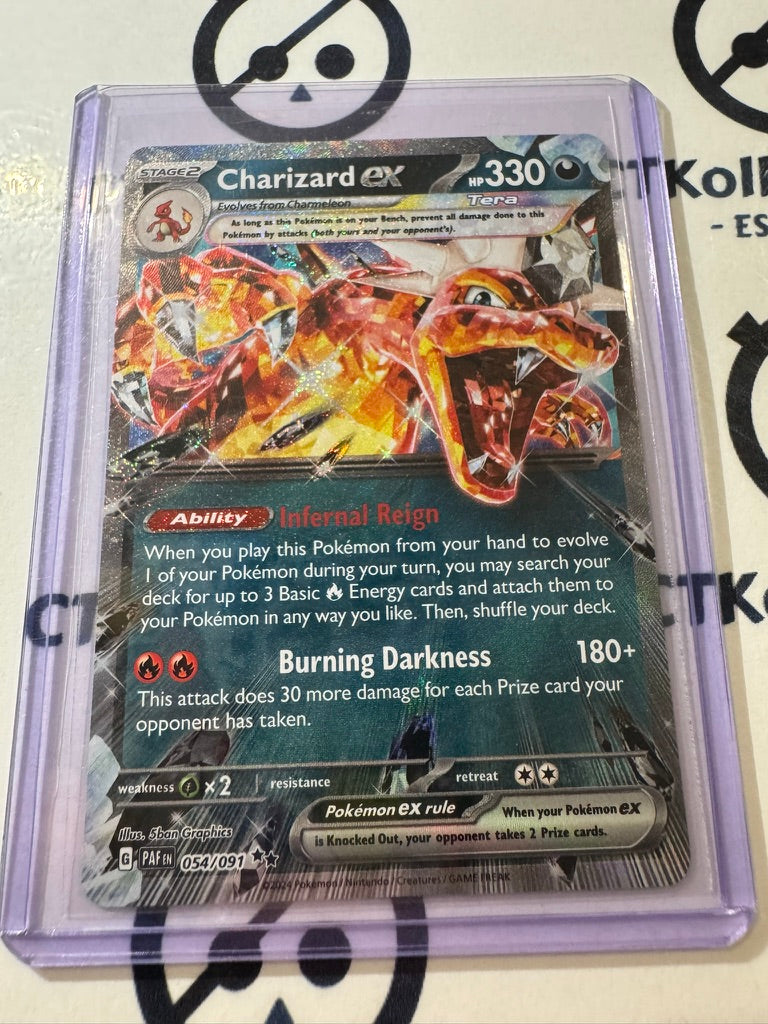 STAGE2 Charizard ex HP 330
Evolves from Charmeleon Tera
As long as this Pokémon is on your Bench, prevent all damage done to this
Pokémon by attacks (both yours and your opponent's).
CTKoll
- ES
Ability Infernal Reign
When you play this Pokémon from your hand to evolve
1 of your Pokémon during your turn, you may search your
deck for up to 3 Basic Energy cards and attach them to
your Pokémon in any way you like. Then, shuffle your deck.
CT
CTKo
Burning Darkness 180+
This attack does 30 more damage for each Prize card your
opponent has taken.
weakness ×2 resistance retreat
Pokémon ex rule When your Pokémon ex
is Knocked Out, your opponent takes 2 Prize cards.
Illus. 5ban Graphics
G PAF EN 054/091
©2024 Pokémon / Nintendo / Creatures / GAME FREAK